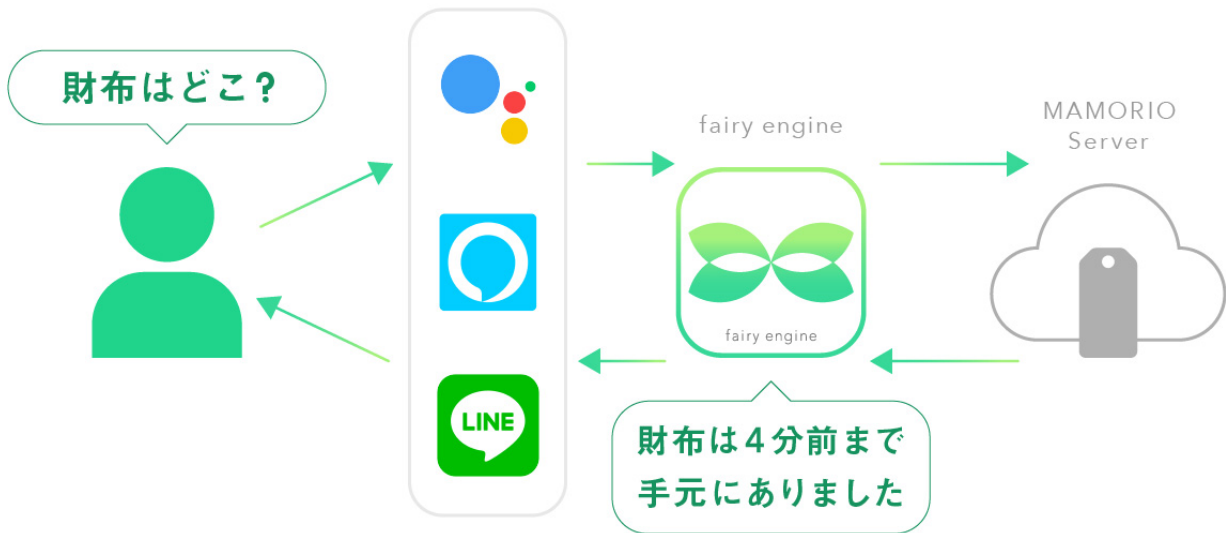 財布はどこ？
fairy engine
MAMORIO
Server
fairy engine
LINE
財布は4分前まで
手元にありました